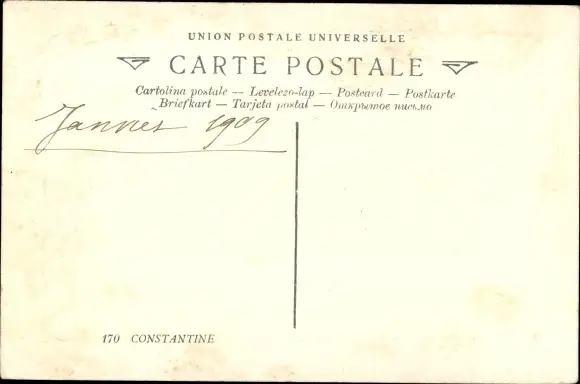 UNION POSTALE UNIVERSELLE
CARTE POSTALE
Cartolina postale — Levelezo-lap — Postcard — Postkarte
Briefkart — Tarjeta postal — Открытое письмо
Janvier 1909
170 CONSTANTINE